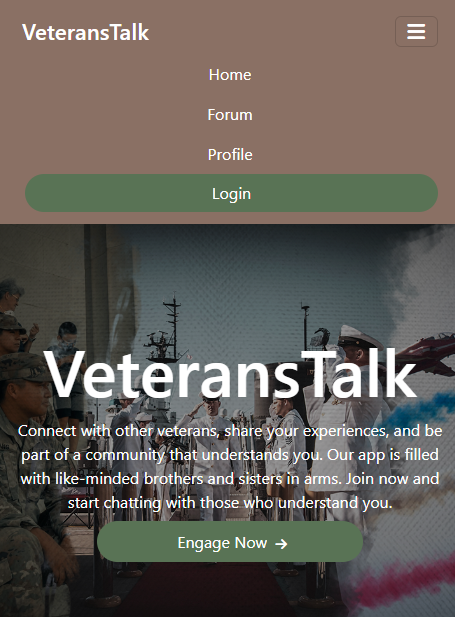 VeteransTalk
Home
Forum
Profile
Login
VeteransTalk
Connect with other veterans, share your experiences, and be
part of a community that understands you. Our app is filled
with like-minded brothers and sisters in arms. Join now and
start chatting with those who understand you.
Engage Now →